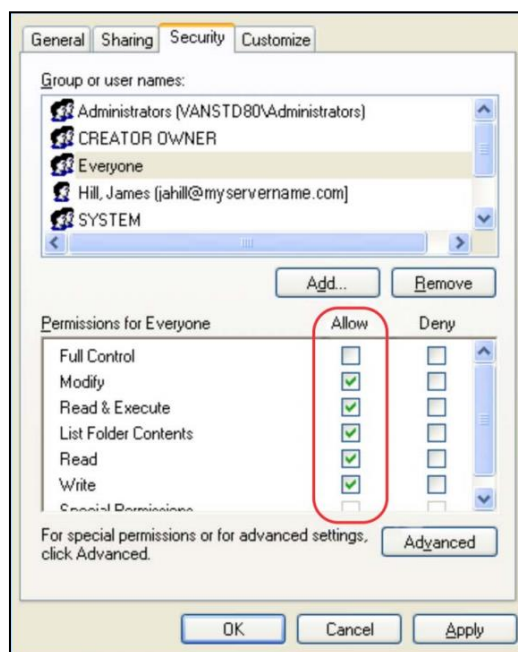 General Sharing Security Customize
Group or user names:
Administrators (VANSTD80\Administrators)
CREATOR OWNER
Everyone
Hill, James (jahill@myservername.com]
SYSTEM
Add... Remove
Permissions for Everyone Allow Deny
Full Control
Modify
Read & Execute
List Folder Contents
Read
Write
Special Permissions
For special permissions or for advanced settings, Advanced
click Advanced.
OK Cancel Apply